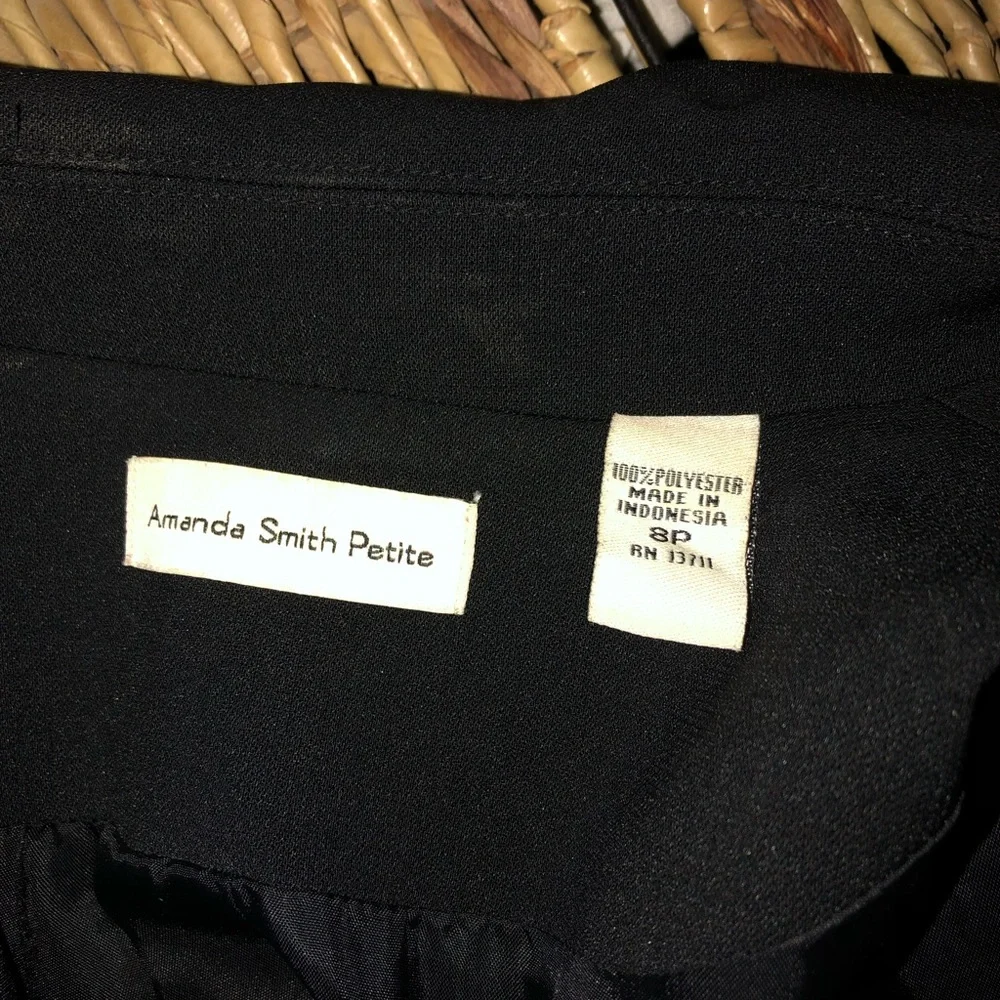 Amanda Smith Petite
100%POLYESTER
MADE IN
INDONESIA
8P
RN 13711